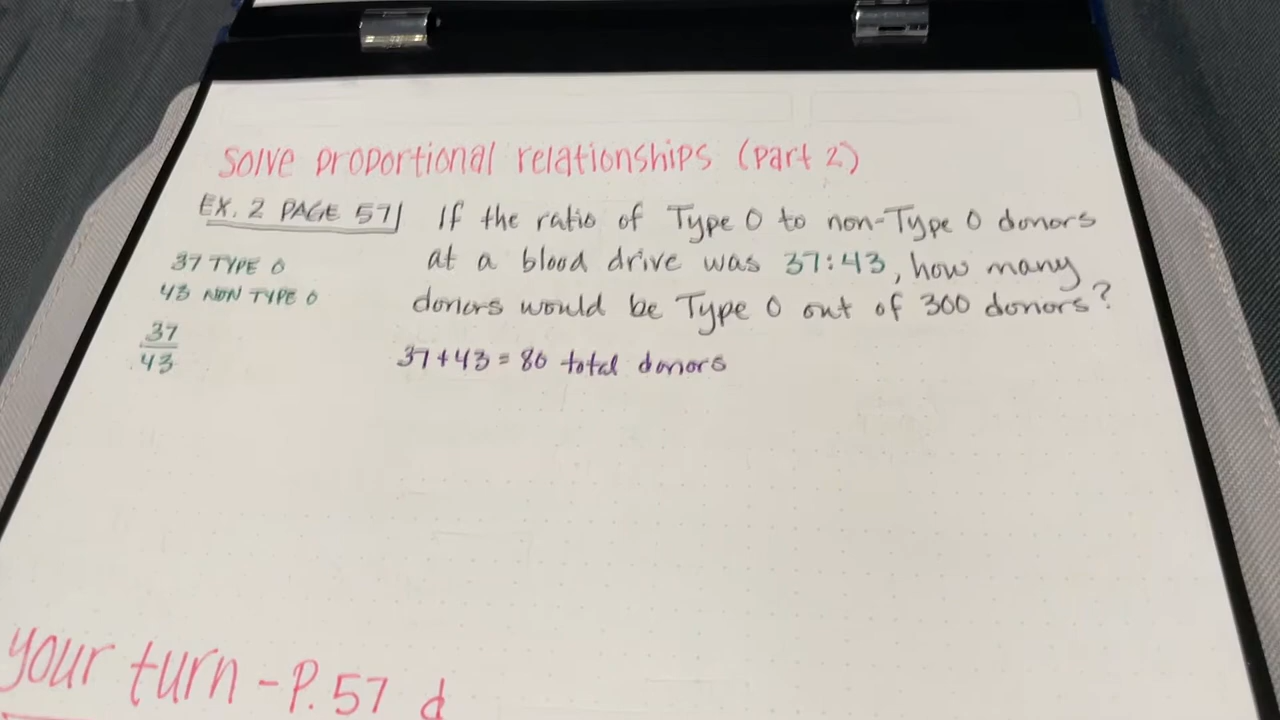 Solve proportional relationships (part 2)
EX. 2 PAGE 57
If the ratio of Type O to non-Type O donors
at a blood drive was 37:43, how many
donors would be Type O out of 300 donors?
37 TYPE O
43 NON TYPE O
37
43
37+43 = 80 total donors
your turn - P. 57 d